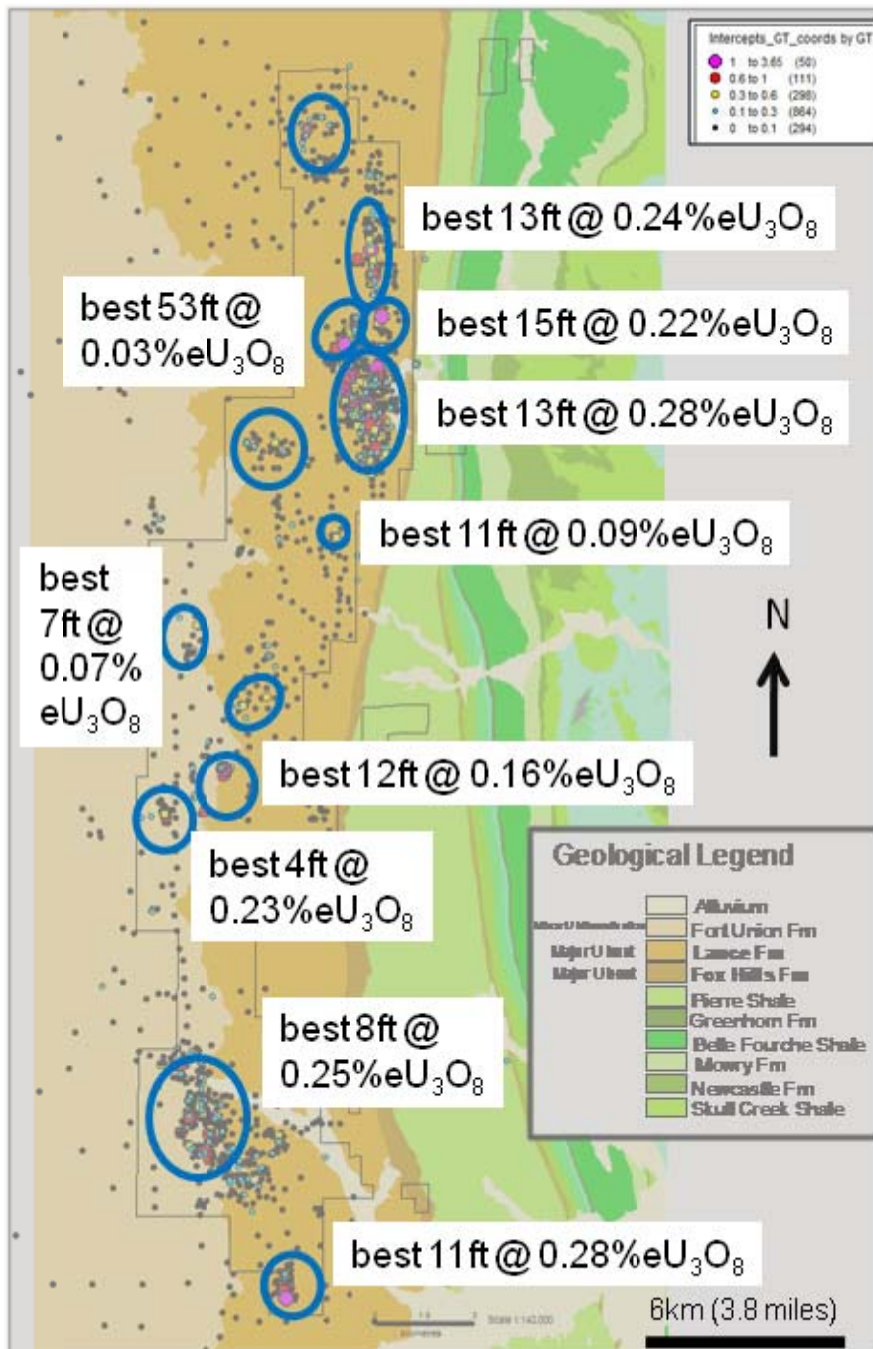 Intercepts_GT_coords by GT
1 to 3.65 (50)
0.6 to 1 (111)
0.3 to 0.6 (298)
0.1 to 0.3 (864)
0 to 0.1 (294)
best 13ft @ 0.24%eU₃O₈
best 53ft @
0.03%eU₃O₈
best 15ft @ 0.22%eU₃O₈
best 13ft @ 0.28%eU₃O₈
best 11ft @ 0.09%eU₃O₈
best
7ft @
0.07%
eU₃O₈
N
best 12ft @ 0.16%eU₃O₈
best 4ft @
0.23%eU₃O₈
Geological Legend
Alluvium
Fort Union Fm
Major U host Lance Fm
Major U host Fox Hills Fm
Pierre Shale
Greenhorn Fm
Belle Fourche Shale
Mowry Fm
Newcastle Fm
Skull Creek Shale
best 8ft @
0.25%eU₃O₈
best 11ft @ 0.28%eU₃O₈
6km (3.8 miles)